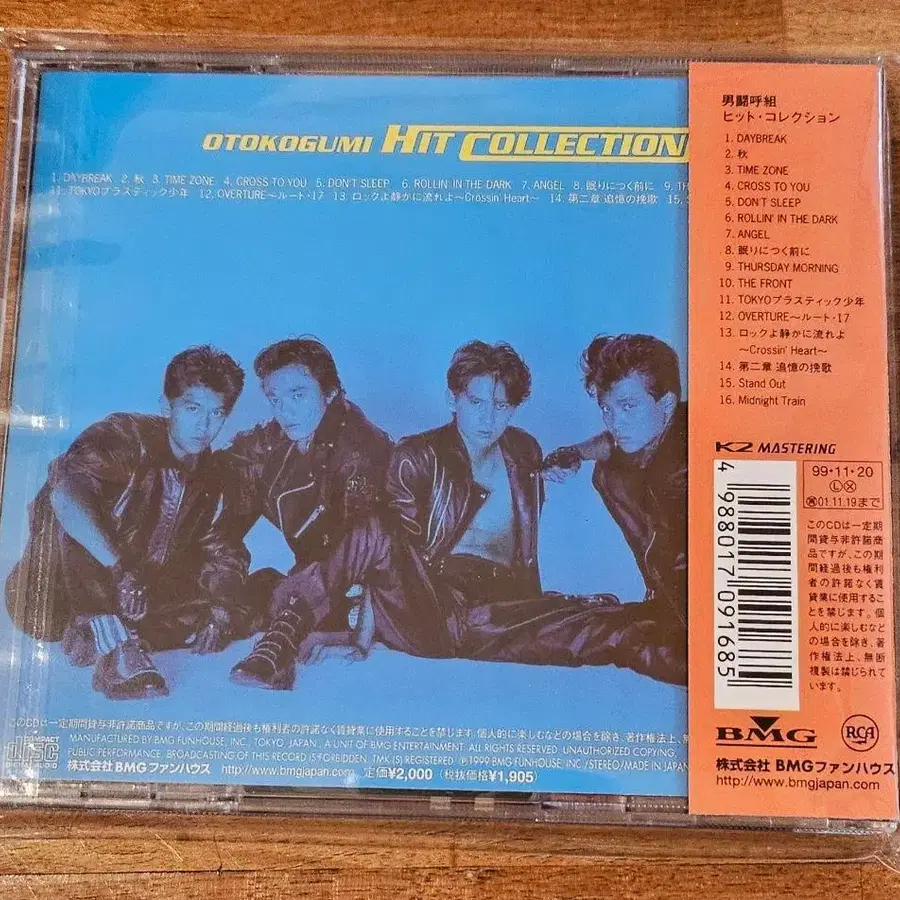 OTOKOGUMI HIT COLLECTION
1. DAYBREAK 2. 秋 3. TIME ZONE 4. CROSS TO YOU 5. DON'T SLEEP 6. ROLLIN' IN THE DARK 7. ANGEL 8. 眠りにつく前に 9. TH
11. TOKYOプラスティック少年 12. OVERTURE〜ルート・17 13. ロックよ静かに流れよ〜Crossin' Heart〜 14. 第二章 追憶の挽歌 15.
このCDは一定期間貸与非許諾商品ですが、この期間経過後も権利者の許諾なく賃貸業に使用することを禁じます。個人的に楽しむなどの場合を除き、著作権法上、
COMPACT
DISC
DIGITAL AUDIO
MANUFACTURED BY BMG FUNHOUSE, INC., TOKYO JAPAN. A UNIT OF BMG ENTERTAINMENT. ALL RIGHTS RESERVED. UNAUTHORIZED COPYING,
PUBLIC PERFORMANCE, BROADCASTING OF THIS RECORD IS FORBIDDEN. TMK (S) REGISTERED Ⓟ1999 BMG FUNHOUSE, INC. /STEREO/MADE IN JAPAN
株式会社 BMGファンハウス http://www.bmgjapan.com 定価¥2,000 (税抜価格¥1,905)
男闘呼組
ヒット・コレクション
1. DAYBREAK
2. 秋
3. TIME ZONE
4. CROSS TO YOU
5. DON'T SLEEP
6. ROLLIN' IN THE DARK
7. ANGEL
8. 眠りにつく前に
9. THURSDAY MORNING
10. THE FRONT
11. TOKYOプラスティック少年
12. OVERTURE〜ルート・17
13. ロックよ静かに流れよ
〜Crossin' Heart〜
14. 第二章 追憶の挽歌
15. Stand Out
16. Midnight Train
K2 MASTERING
4988017091685
99・11・20
Ⓛ Ⓧ
01.11.19まで
このCDは一定期
間貸与非許諾商
品ですが、この期
間経過後も権利
者の許諾なく賃
貸業に使用するこ
とを禁じます。個
人的に楽しむなど
の場合を除き、著
作権法上、無断
複製は禁じられて
います。
BMG
RCA
株式会社 BMGファンハウス
http://www.bmgjapan.com